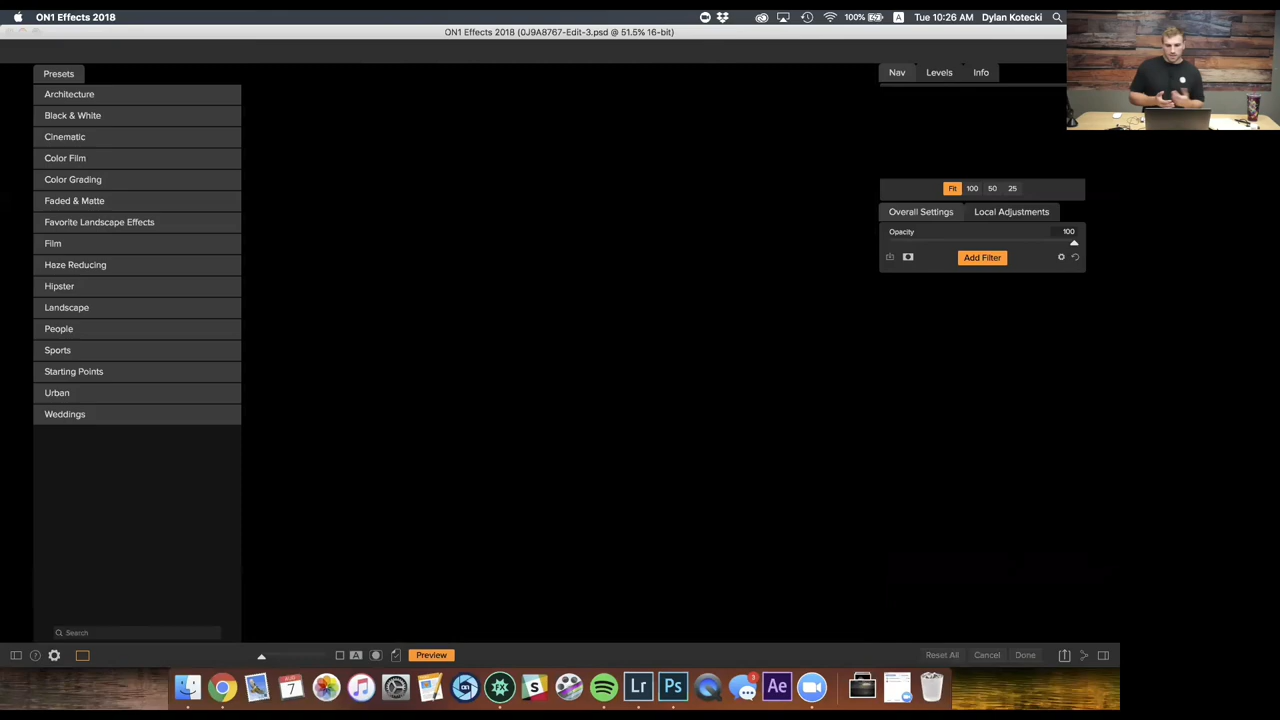 ON1 Effects 2018
100%
A
Tue 10:26 AM
Dylan Kotecki
ON1 Effects 2018 (0J9A8767-Edit-3.psd @ 51.5% 16-bit)
Presets
Architecture
Black & White
Cinematic
Color Film
Color Grading
Faded & Matte
Favorite Landscape Effects
Film
Haze Reducing
Hipster
Landscape
People
Sports
Starting Points
Urban
Weddings
Search
Nav
Levels
Info
Fit
100
50
25
Overall Settings
Local Adjustments
Opacity
100
Add Filter
?
A
Preview
Reset All
Cancel
Done
7
FX
Lr
Ps
3
Ae